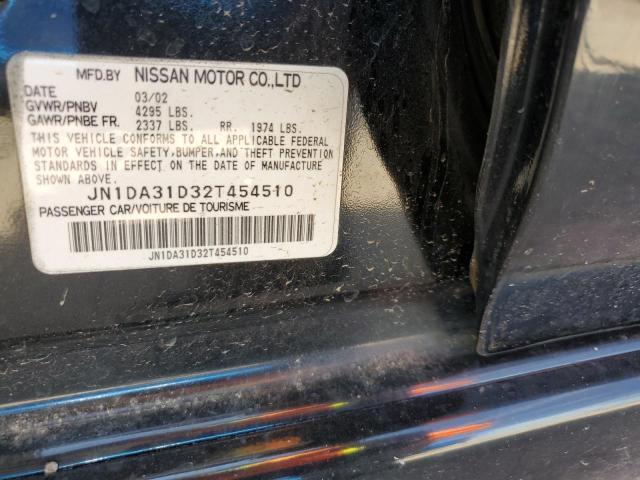 MFD.BY NISSAN MOTOR CO.,LTD
DATE 03/02
GVWR/PNBV 4295 LBS.
GAWR/PNBE FR. 2337 LBS. RR. 1974 LBS.
THIS VEHICLE CONFORMS TO ALL APPLICABLE FEDERAL
MOTOR VEHICLE SAFETY,BUMPER,AND THEFT PREVENTION
STANDARDS IN EFFECT ON THE DATE OF MANUFACTURE
SHOWN ABOVE.
JN1DA31D32T454510
PASSENGER CAR/VOITURE DE TOURISME
JN1DA31D32T454510